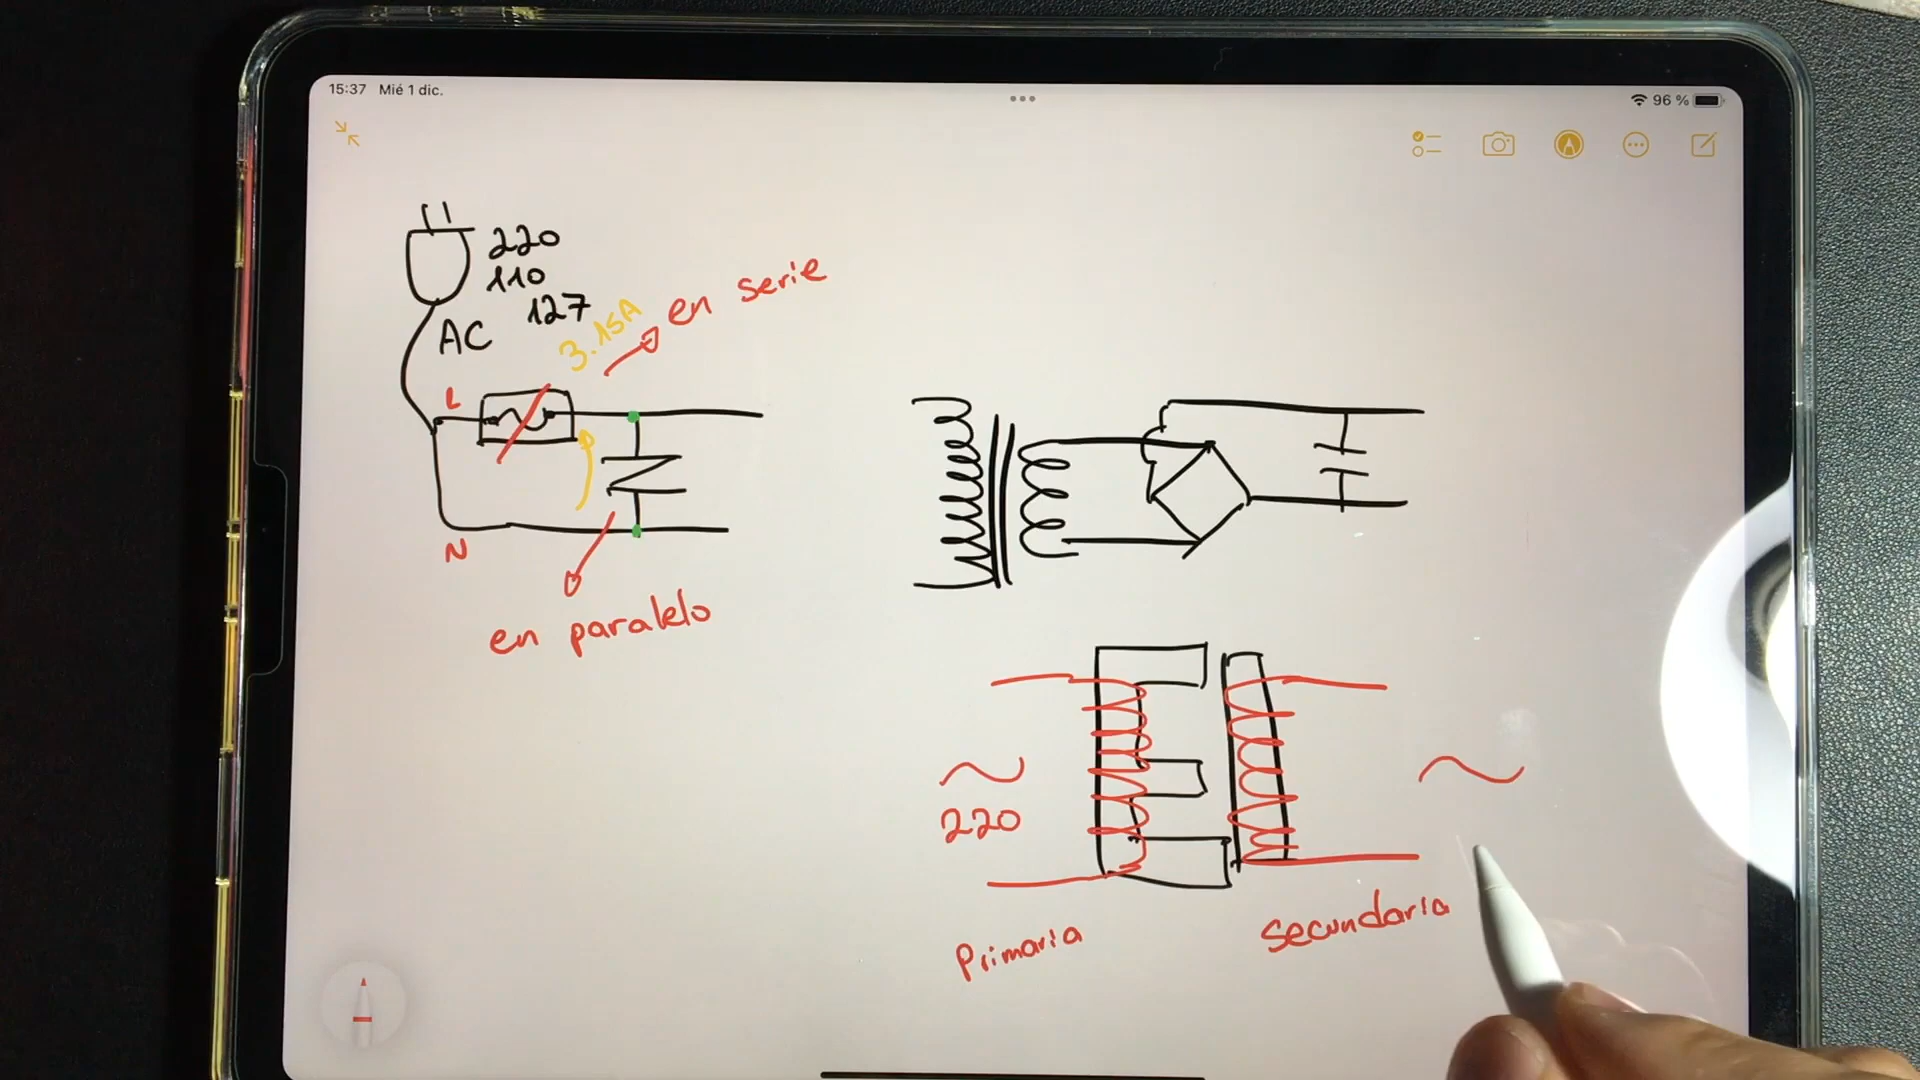 15:37 Mié 1 dic.
96 %
220
110
127
AC
3.15A
en serie
L
N
en paralelo
220
Primaria
Secundaria